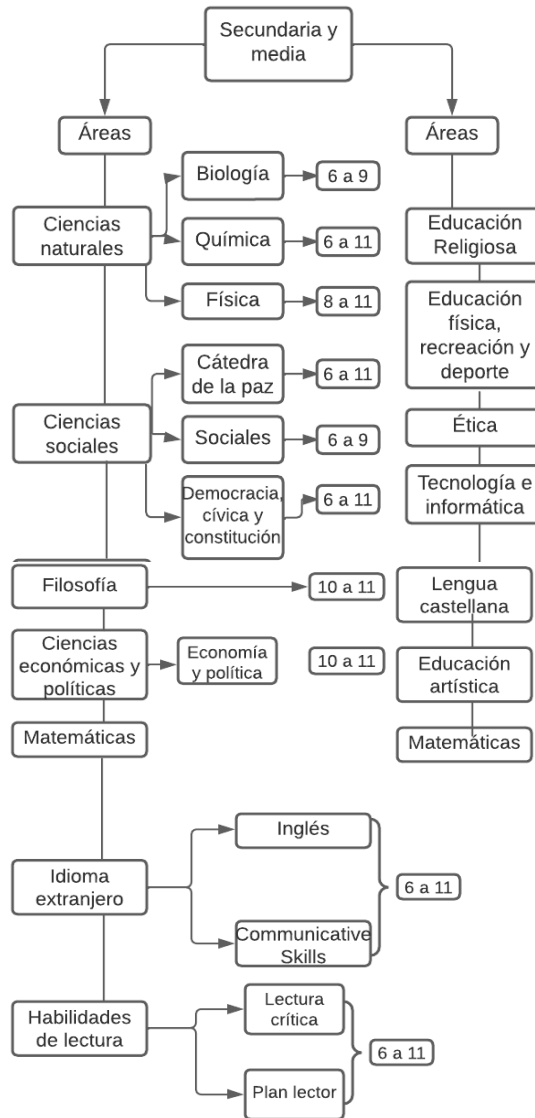 Secundaria y
media
Áreas
Áreas
Biología
6 a 9
Ciencias
naturales
Química
6 a 11
Física
8 a 11
Educación
Religiosa
Educación
física,
recreación y
deporte
Cátedra
de la paz
6 a 11
Ciencias
sociales
Sociales
6 a 9
Ética
Democracia,
cívica y
constitución
6 a 11
Tecnología e
informática
Filosofía
10 a 11
Lengua
castellana
Ciencias
económicas y
políticas
Economía
y política
10 a 11
Educación
artística
Matemáticas
Matemáticas
Idioma
extranjero
Inglés
Communicative
Skills
6 a 11
Habilidades
de lectura
Lectura
crítica
Plan lector
6 a 11